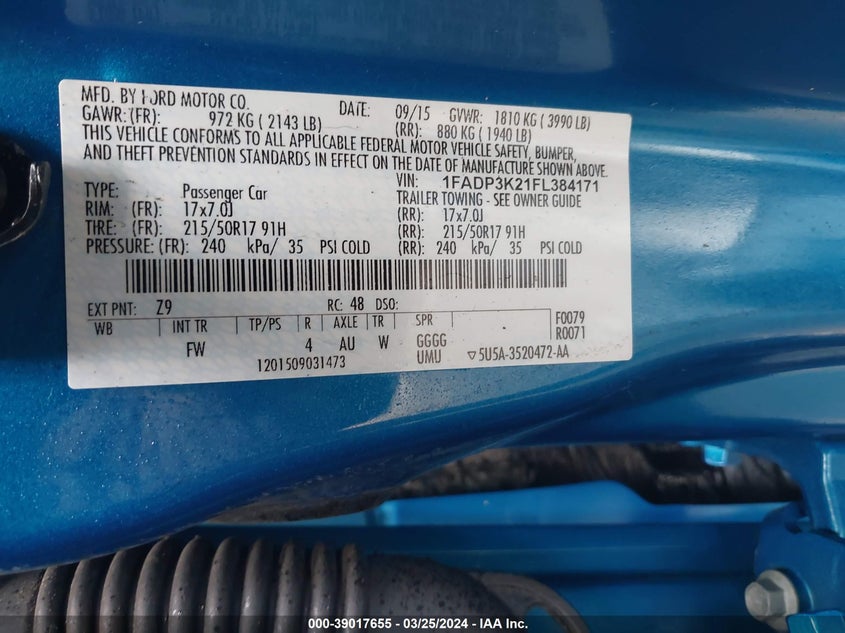 MFD. BY FORD MOTOR CO. DATE: 09/15 GVWR: 1810 KG ( 3990 LB)
GAWR: (FR): 972 KG ( 2143 LB) (RR): 880 KG ( 1940 LB)
THIS VEHICLE CONFORMS TO ALL APPLICABLE FEDERAL MOTOR VEHICLE SAFETY, BUMPER,
AND THEFT PREVENTION STANDARDS IN EFFECT ON THE DATE OF MANUFACTURE SHOWN ABOVE.
VIN: 1FADP3K21FL384171
TYPE: Passenger Car TRAILER TOWING - SEE OWNER GUIDE
RIM: (FR): 17x7.0J (RR): 17x7.0J
TIRE: (FR): 215/50R17 91H (RR): 215/50R17 91H
PRESSURE: (FR): 240 kPa/ 35 PSI COLD (RR): 240 kPa/ 35 PSI COLD
EXT PNT: Z9 RC: 48 DSO:
WB INT TR TP/PS R AXLE TR SPR F0079
FW 4 AU W GGGG R0071
UMU ▽5U5A-3520472-AA
1201509031473
000-39017655 - 03/25/2024 - IAA Inc.